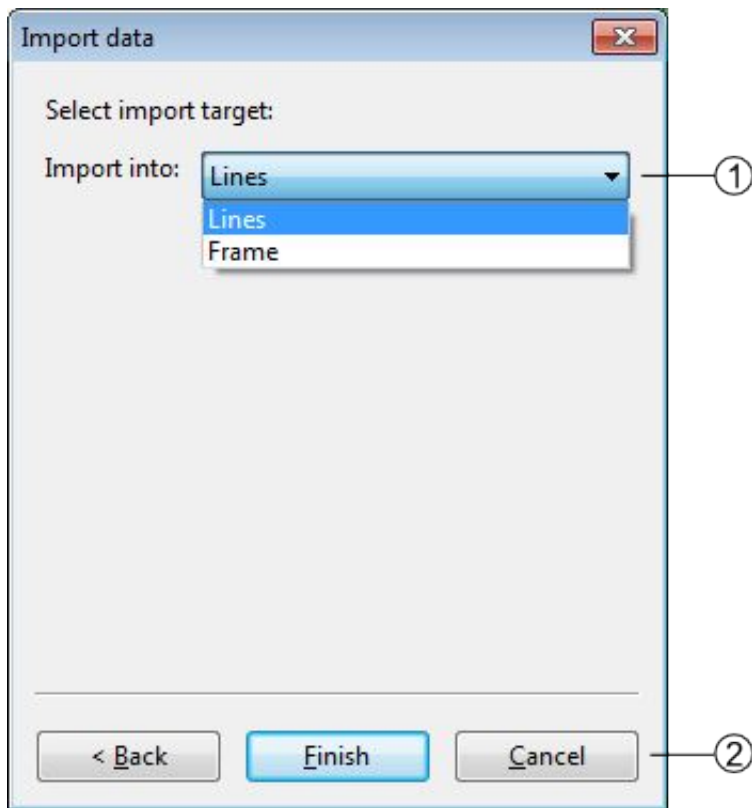 Import data
Select import target:
Import into: Lines
1
Lines
Frame
< Back Finish Cancel
2